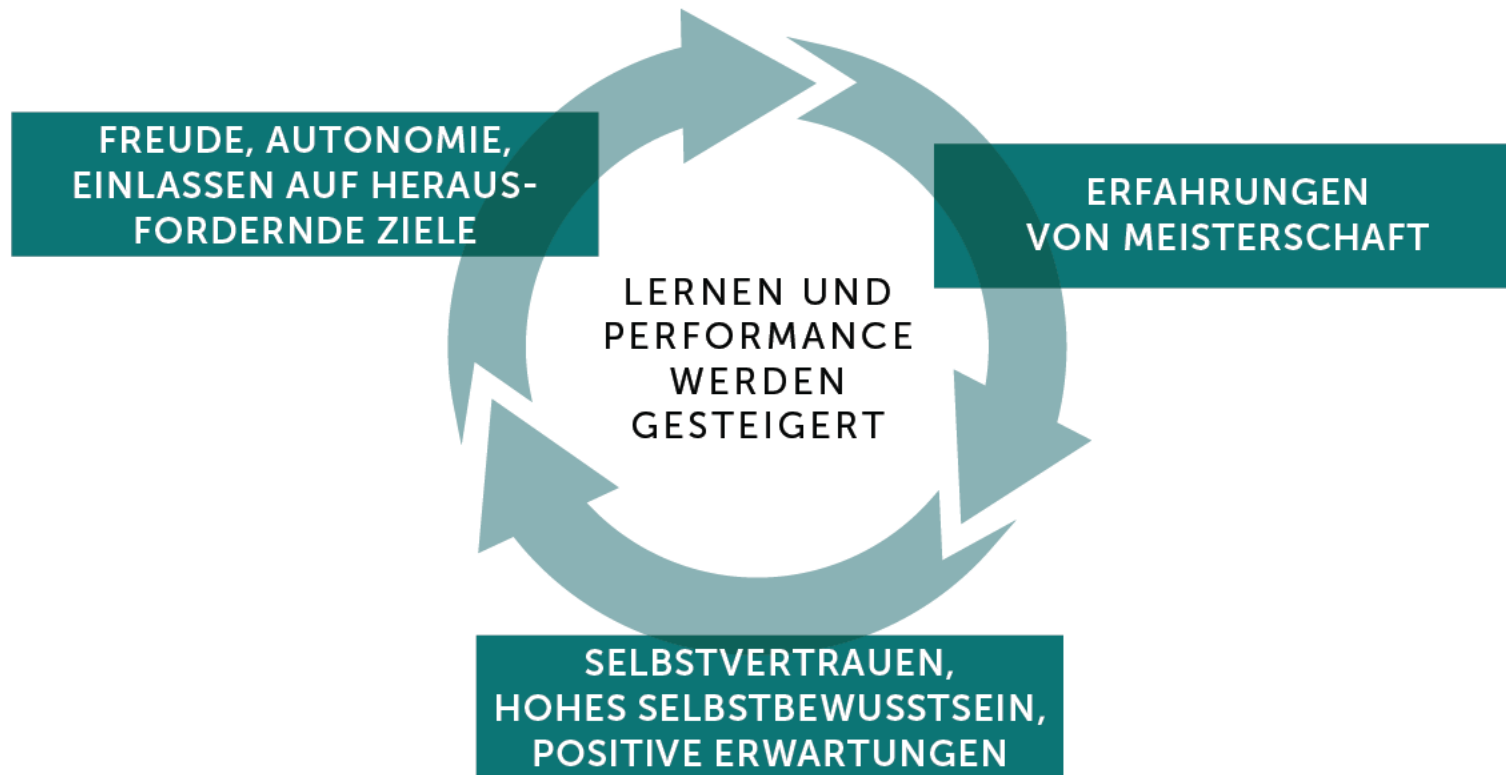 FREUDE, AUTONOMIE,
EINLASSEN AUF HERAUS-
FORDERNDE ZIELE
ERFAHRUNGEN
VON MEISTERSCHAFT
LERNEN UND
PERFORMANCE
WERDEN
GESTEIGERT
SELBSTVERTRAUEN,
HOHES SELBSTBEWUSSTSEIN,
POSITIVE ERWARTUNGEN